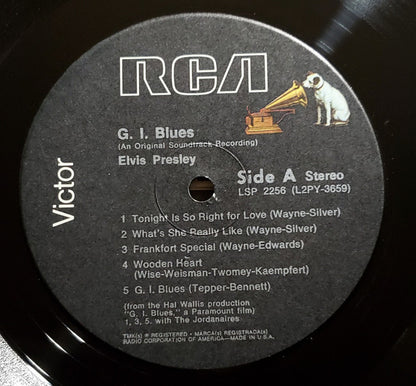 RCA
G. I. Blues
(An Original Soundtrack Recording)
Elvis Presley
Side A Stereo
LSP 2256 (L2PY-3659)
Victor
1 Tonight Is So Right for Love (Wayne-Silver)
2 What's She Really Like (Wayne-Silver)
3 Frankfort Special (Wayne-Edwards)
4 Wooden Heart
(Wise-Weisman-Twomey-Kaempfert)
5 G. I. Blues (Tepper-Bennett)
(from the Hal Wallis production
"G. I. Blues," a Paramount film)
1, 3, 5. with The Jordanaires
TMK(s) ® REGISTERED • MARCA(s) REGISTRADA(s)
RADIO CORPORATION OF AMERICA—MADE IN U.S.A.